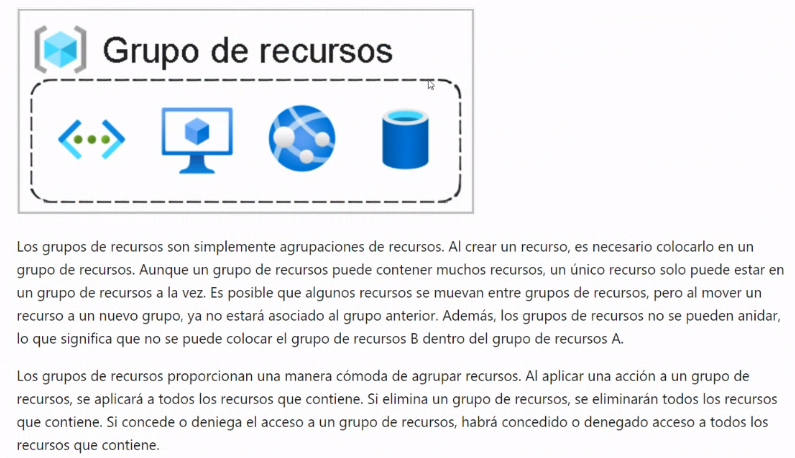 Grupo de recursos
Los grupos de recursos son simplemente agrupaciones de recursos. Al crear un recurso, es necesario colocarlo en un
grupo de recursos. Aunque un grupo de recursos puede contener muchos recursos, un único recurso solo puede estar en
un grupo de recursos a la vez. Es posible que algunos recursos se muevan entre grupos de recursos, pero al mover un
recurso a un nuevo grupo, ya no estará asociado al grupo anterior. Además, los grupos de recursos no se pueden anidar,
lo que significa que no se puede colocar el grupo de recursos B dentro del grupo de recursos A.
Los grupos de recursos proporcionan una manera cómoda de agrupar recursos. Al aplicar una acción a un grupo de
recursos, se aplicará a todos los recursos que contiene. Si elimina un grupo de recursos, se eliminarán todos los recursos
que contiene. Si concede o deniega el acceso a un grupo de recursos, habrá concedido o denegado acceso a todos los
recursos que contiene.